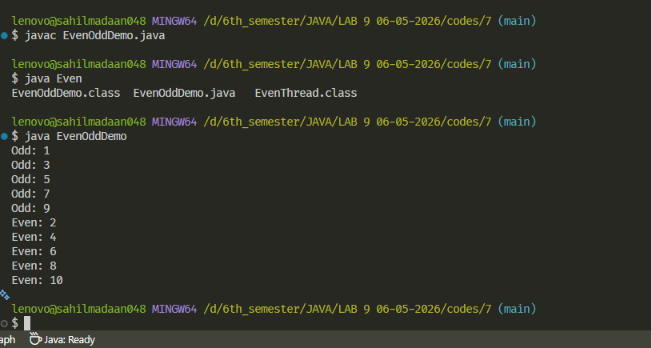 lenovo@sahilmadaan048 MINGW64 /d/6th_semester/JAVA/LAB 9 06-05-2026/codes/7 (main)
$ javac EvenOddDemo.java
lenovo@sahilmadaan048 MINGW64 /d/6th_semester/JAVA/LAB 9 06-05-2026/codes/7 (main)
$ java Even
EvenOddDemo.class  EvenOddDemo.java   EvenThread.class
lenovo@sahilmadaan048 MINGW64 /d/6th_semester/JAVA/LAB 9 06-05-2026/codes/7 (main)
$ java EvenOddDemo
Odd: 1
Odd: 3
Odd: 5
Odd: 7
Odd: 9
Even: 2
Even: 4
Even: 6
Even: 8
Even: 10
lenovo@sahilmadaan048 MINGW64 /d/6th_semester/JAVA/LAB 9 06-05-2026/codes/7 (main)
$
aph Java: Ready